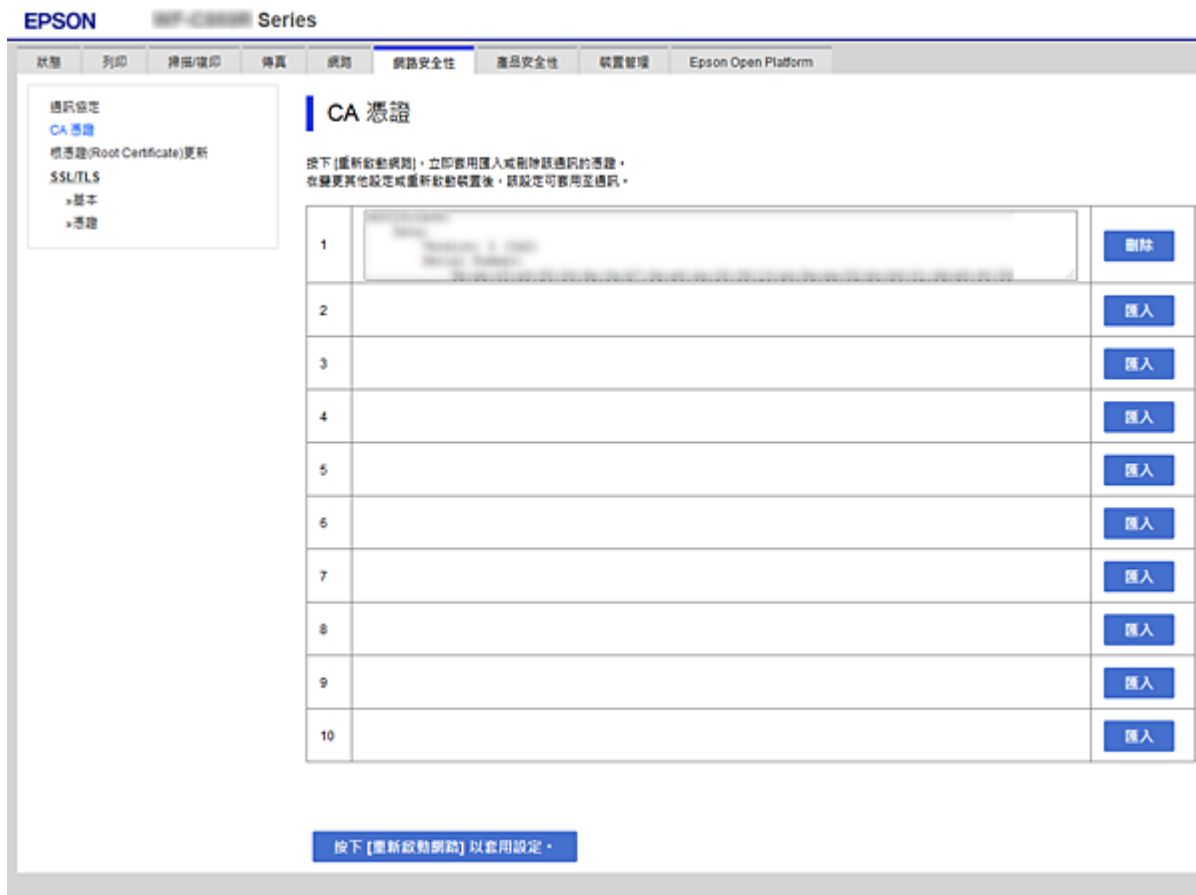 EPSON Series
狀態 列印 掃描/複印 傳真 網路 網路安全性 產品安全性 裝置管理 Epson Open Platform
通訊協定
CA 憑證
根憑證(Root Certificate)更新
SSL/TLS
»基本
»憑證
CA 憑證
按下 [重新啟動網路]，立即套用匯入或刪除該通訊的憑證。
在變更其他設定或重新啟動裝置後，該設定可套用至通訊。
1 刪除
2 匯入
3 匯入
4 匯入
5 匯入
6 匯入
7 匯入
8 匯入
9 匯入
10 匯入
按下 [重新啟動網路] 以套用設定。